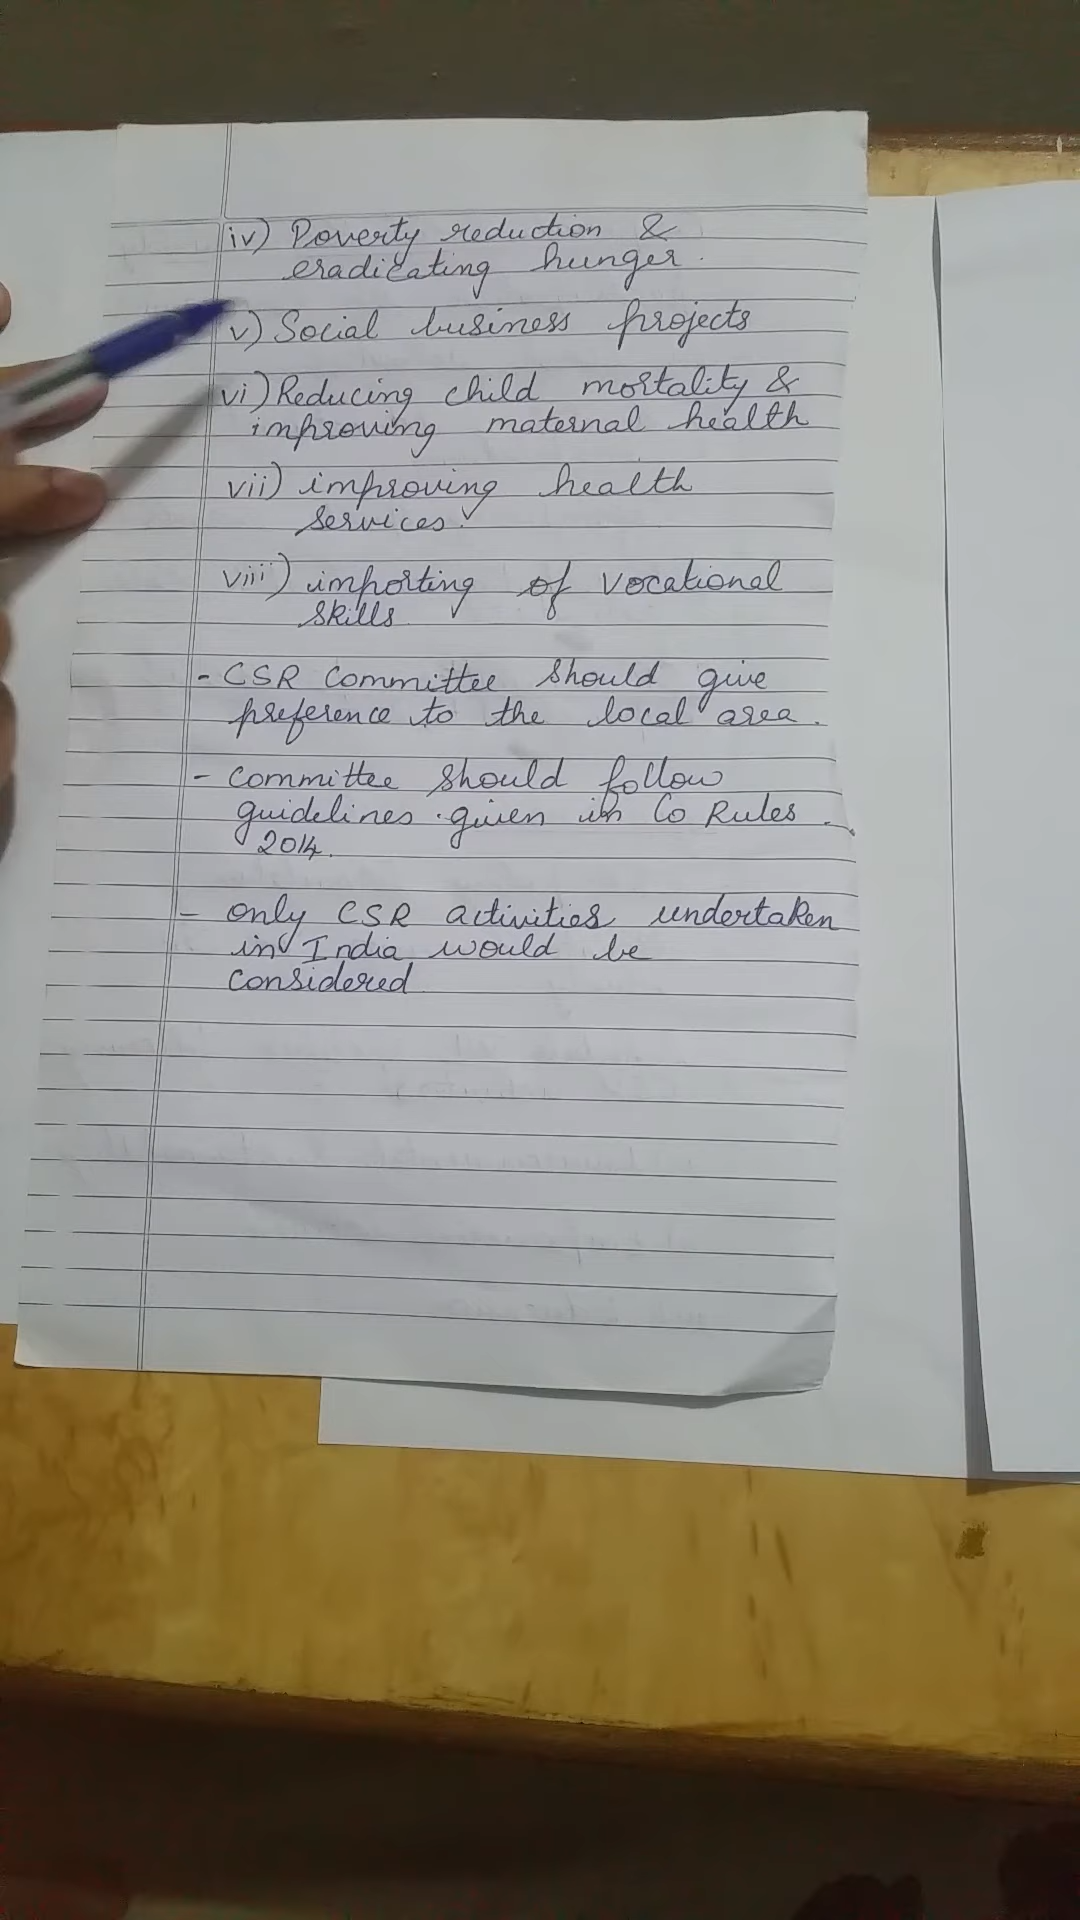 iv) Poverty reduction &
eradicating hunger.
v) Social business projects
vi) Reducing child mortality &
improving maternal health
vii) improving health
services.
viii) importing of vocational
skills
- CSR committee should give
preference to the local area.
- committee should follow
guidelines given in Co Rules.
2014.
- only CSR activities undertaken
in India would be
considered